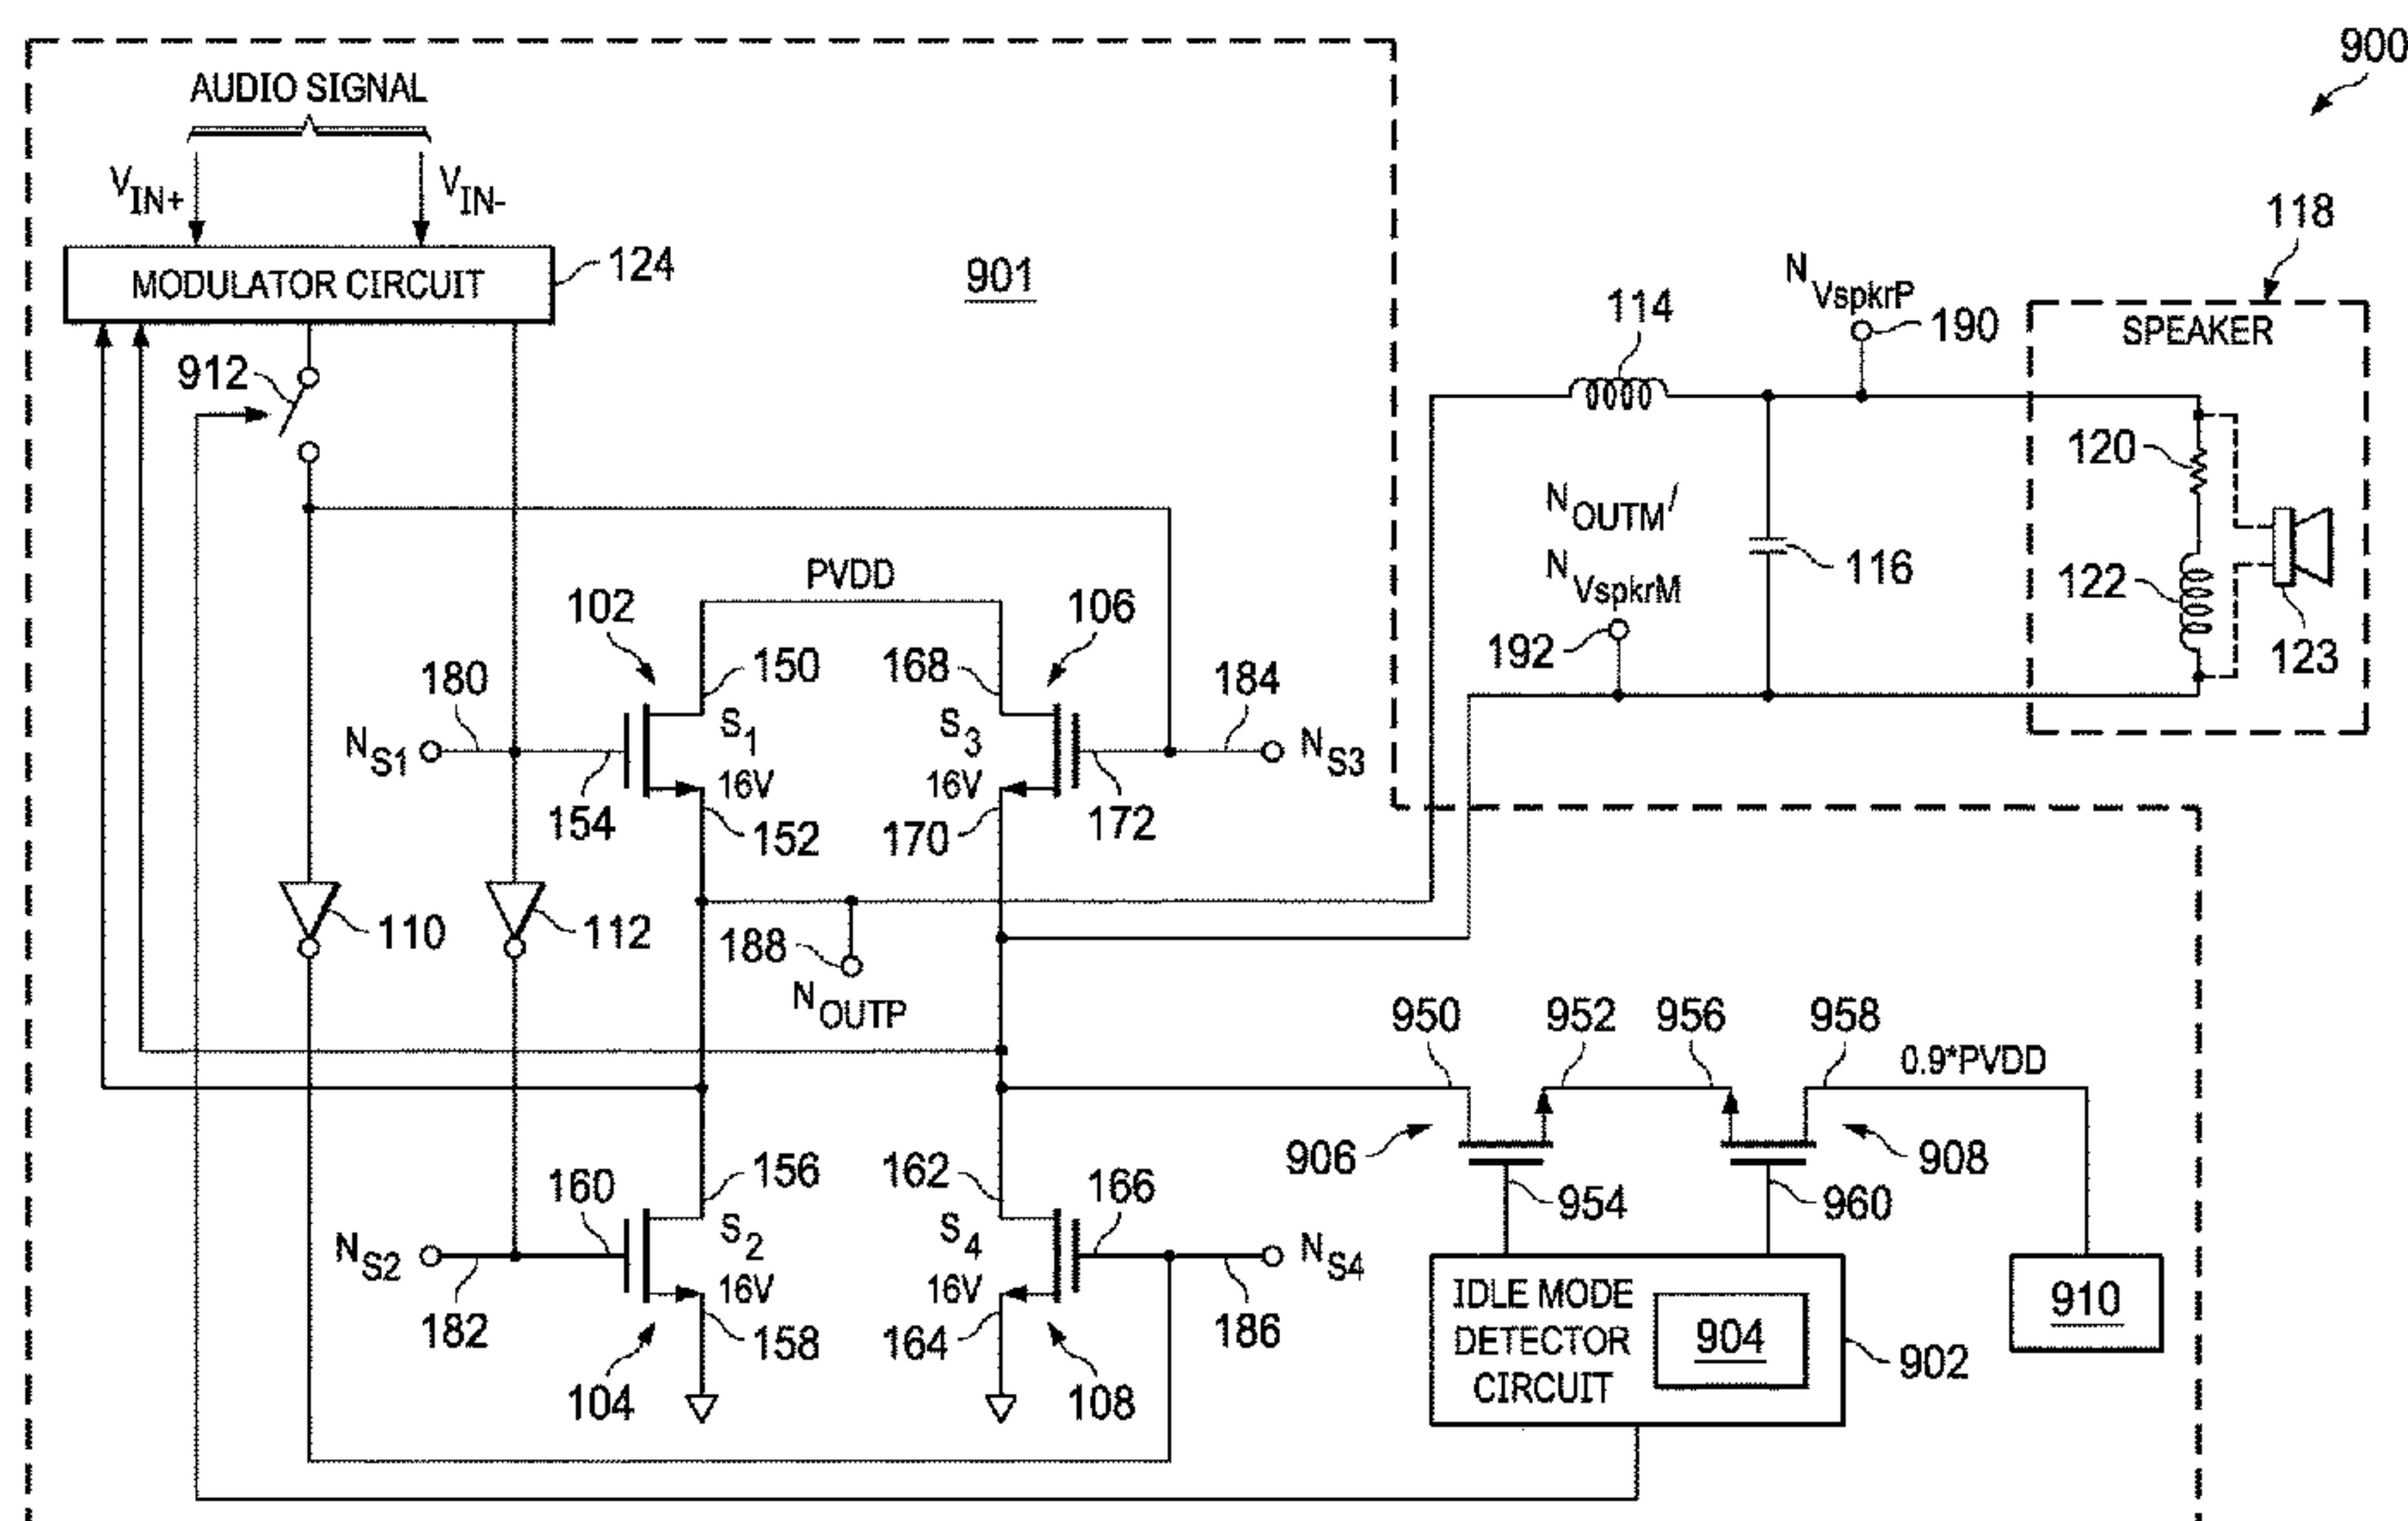 900
AUDIO SIGNAL
VIN+
VIN-
MODULATOR CIRCUIT
124
901
118
NVspkrP
190
114
SPEAKER
912
120
NOUTM/
NVspkrM
192
116
122
123
PVDD
102
106
180
150
168
184
NS1
S1
S3
NS3
16V
16V
154
152
170
172
110
112
188
NOUTP
950
952
956
958
0.9*PVDD
906
908
954
960
160
156
162
166
NS2
S2
S4
NS4
16V
16V
182
158
164
186
104
108
IDLE MODE
DETECTOR
CIRCUIT
904
902
910